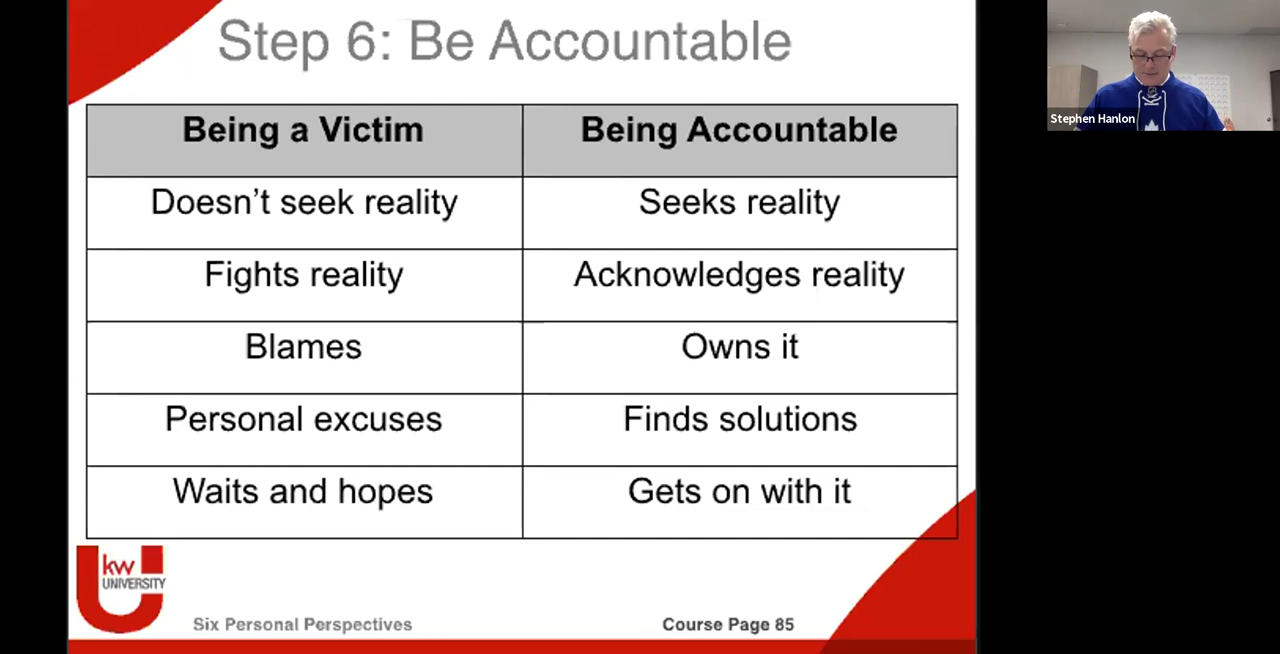 Step 6: Be Accountable
Being a Victim
Being Accountable
Doesn’t seek reality
Seeks reality
Fights reality
Acknowledges reality
Blames
Owns it
Personal excuses
Finds solutions
Waits and hopes
Gets on with it
kw
UNIVERSITY
Six Personal Perspectives
Course Page 85
Stephen Hanlon